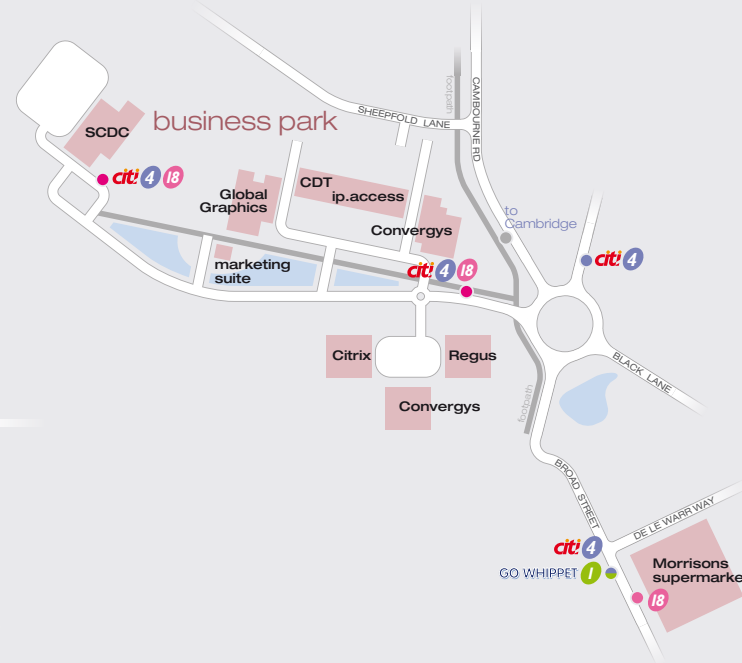 SHEEPFOLD LANE
footpath
CAMBOURNE RD
SCDC
business park
citi 4 18
Global
Graphics
CDT
ip.access
Convergys
to
Cambridge
marketing
suite
citi 4 18
citi 4
Citrix
Regus
Convergys
BLACK LANE
footpath
BROAD STREET
DE LE WARR WAY
citi 4
GO WHIPPET 1
Morrisons
supermarke
18